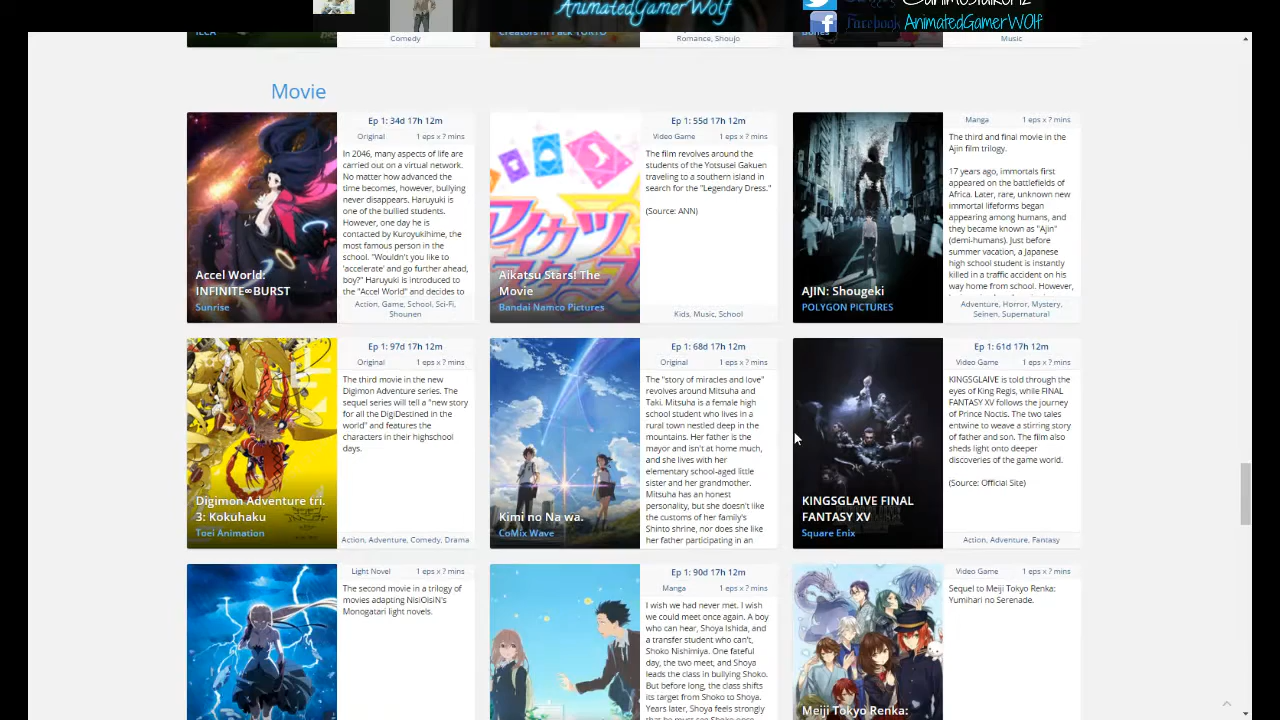 AnimatedGamerWolf
Facebook AnimatedGamerWOlf
Comedy
Creators in Pack TOKYO
Romance, Shoujo
Bones
Music
Movie
Ep 1: 34d 17h 12m
Original 1 eps x ? mins
In 2046, many aspects of life are
carried out on a virtual network.
No matter how advanced the
time becomes, however, bullying
never disappears. Haruyuki is
one of the bullied students.
However, one day he is
contacted by Kuroyukihime, the
most famous person in the
school. "Wouldn't you like to
'accelerate' and go further ahead,
boy?" Haruyuki is introduced to
the "Accel World" and decides to
Action, Game, School, Sci-Fi,
Shounen
Accel World:
INFINITE∞BURST
Sunrise
Ep 1: 55d 17h 12m
Video Game 1 eps x ? mins
The film revolves around the
students of the Yotsusei Gakuen
traveling to a southern island in
search for the "Legendary Dress."
(Source: ANN)
Kids, Music, School
アイカツ
スターズ
Aikatsu Stars! The
Movie
Bandai Namco Pictures
Manga 1 eps x ? mins
The third and final movie in the
Ajin film trilogy.
17 years ago, immortals first
appeared on the battlefields of
Africa. Later, rare, unknown new
immortal lifeforms began
appearing among humans, and
they became known as "Ajin"
(demi-humans). Just before
summer vacation, a Japanese
high school student is instantly
killed in a traffic accident on his
way home from school. However,
Adventure, Horror, Mystery,
Seinen, Supernatural
AJIN: Shougeki
POLYGON PICTURES
Ep 1: 97d 17h 12m
Original 1 eps x ? mins
The third movie in the new
Digimon Adventure series. The
sequel series will tell a "new story
for all the DigiDestined in the
world" and features the
characters in their highschool
days.
Action, Adventure, Comedy, Drama
Digimon Adventure tri.
3: Kokuhaku
Toei Animation
Ep 1: 68d 17h 12m
Original 1 eps x ? mins
The "story of miracles and love"
revolves around Mitsuha and
Taki. Mitsuha is a female high
school student who lives in a
rural town nestled deep in the
mountains. Her father is the
mayor and isn't at home much,
and she lives with her
elementary school-aged little
sister and her grandmother.
Mitsuha has an honest
personality, but she doesn't like
the customs of her family's
Shinto shrine, nor does she like
her father participating in an
Kimi no Na wa.
CoMix Wave
Ep 1: 61d 17h 12m
Video Game 1 eps x ? mins
KINGSGLAIVE is told through the
eyes of King Regis, while FINAL
FANTASY XV follows the journey
of Prince Noctis. The two tales
entwine to weave a stirring story
of father and son. The film also
sheds light onto deeper
discoveries of the game world.
(Source: Official Site)
Action, Adventure, Fantasy
KINGSGLAIVE FINAL
FANTASY XV
Square Enix
Light Novel 1 eps x ? mins
The second movie in a trilogy of
movies adapting NisiOisiN's
Monogatari light novels.
Ep 1: 90d 17h 12m
Manga 1 eps x ? mins
I wish we had never met. I wish
we could meet once again. A boy
who can hear, Shoya Ishida, and
a transfer student who can't,
Shoko Nishimiya. One fateful
day, the two meet, and Shoya
leads the class in bullying Shoko.
But before long, the class shifts
its target from Shoko to Shoya.
Years later, Shoya feels strongly
that he must see Shoko once
Video Game 1 eps x ? mins
Sequel to Meiji Tokyo Renka:
Yumihari no Serenade.
Meiji Tokyo Renka: